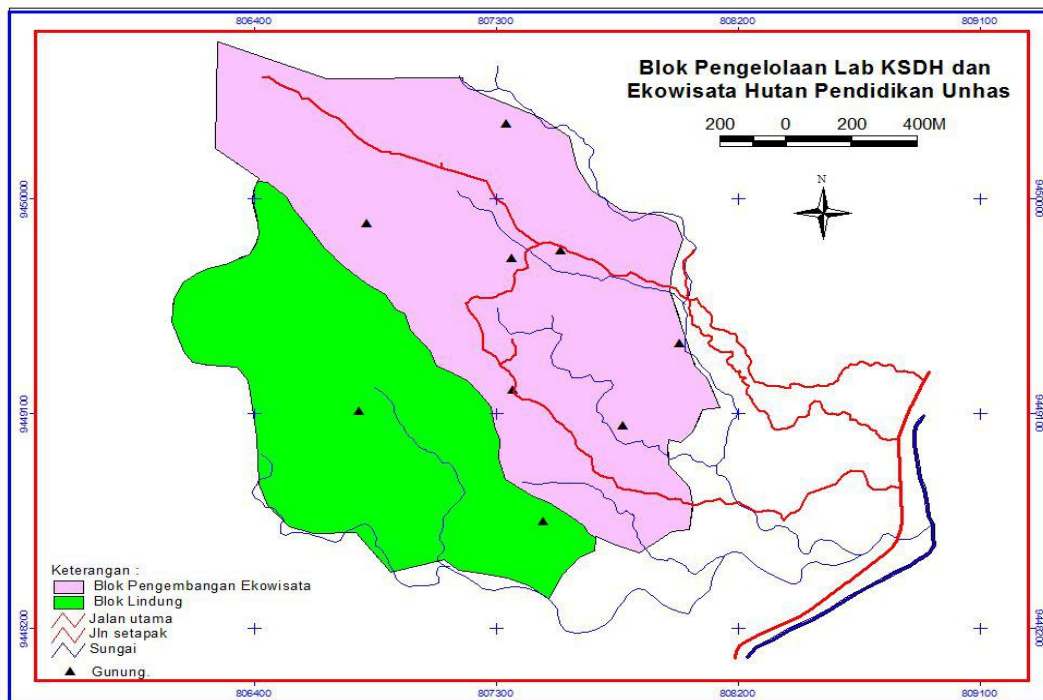 806400 807300 808200 809100
Blok Pengelolaan Lab KSDH dan
Ekowisata Hutan Pendidikan Unhas
200 0 200 400M
N
9450000 9450000
9449100 9449100
9448200 9448200
Keterangan :
Blok Pengembangan Ekowisata
Blok Lindung
Jalan utama
Jln setapak
Sungai
Gunung.
806400 807300 808200 809100